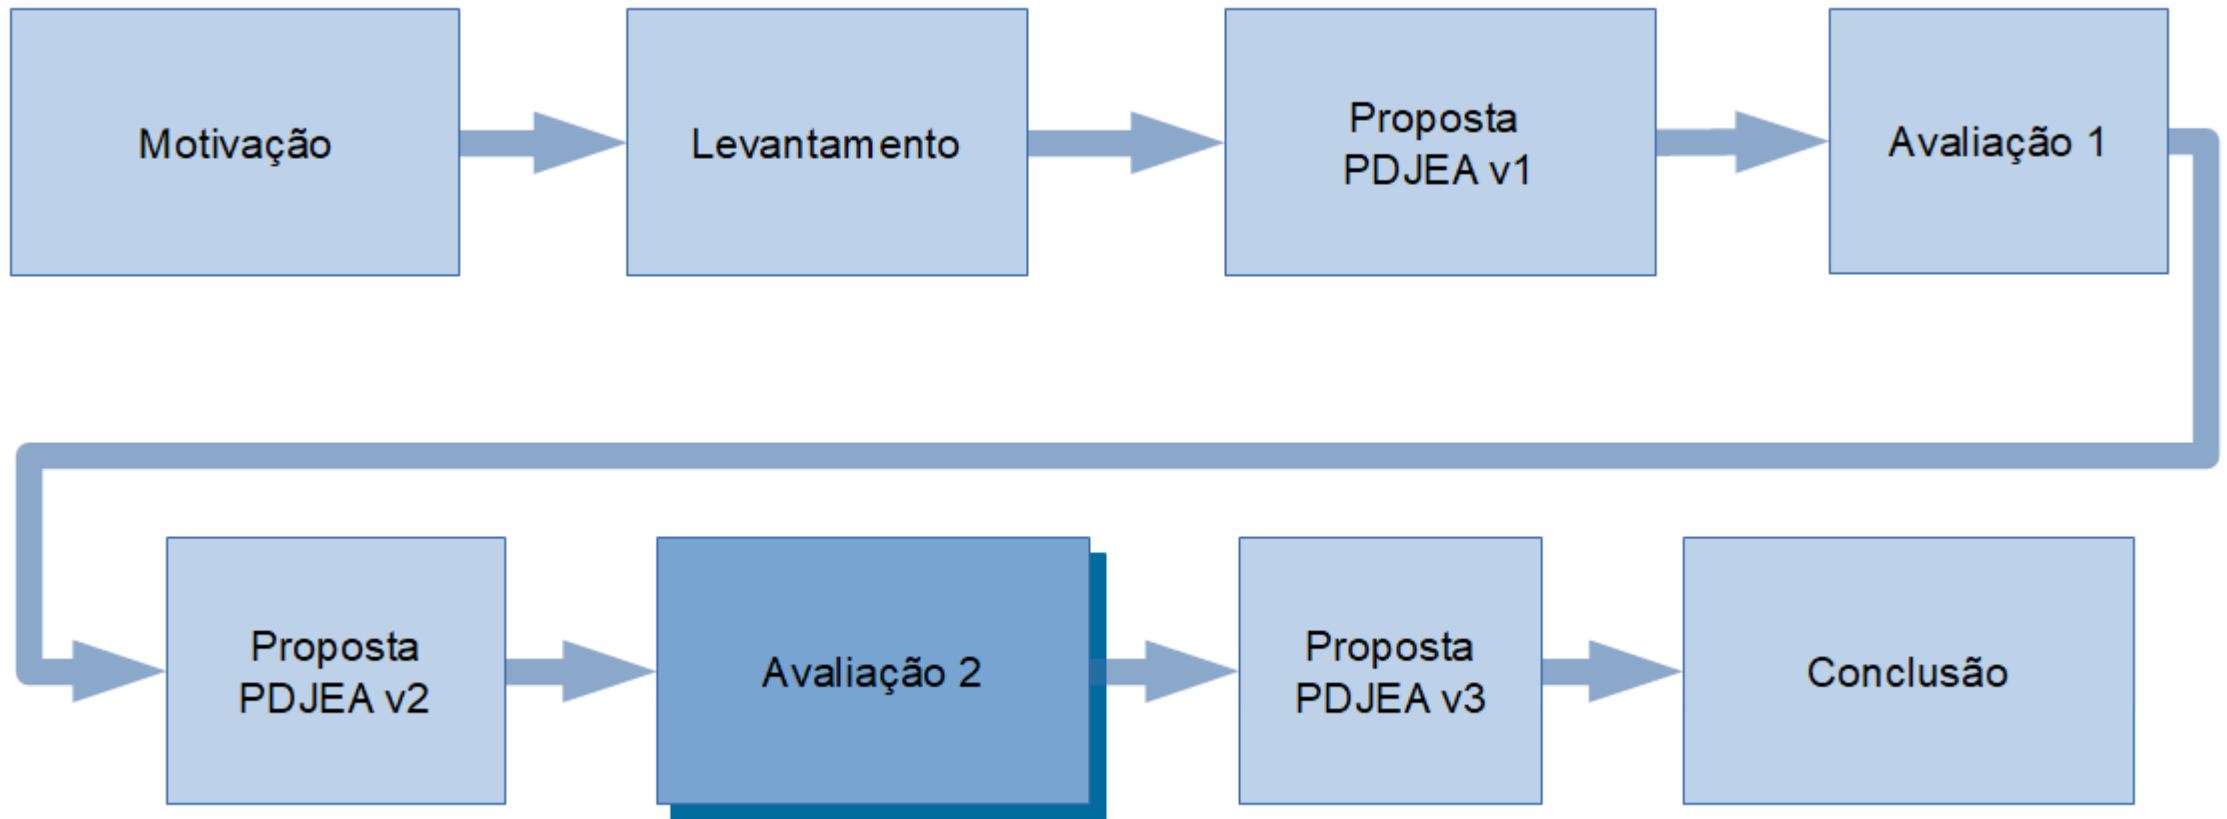 Motivação
Levantamento
Proposta
PDJEA v1
Avaliação 1
Proposta
PDJEA v2
Avaliação 2
Proposta
PDJEA v3
Conclusão